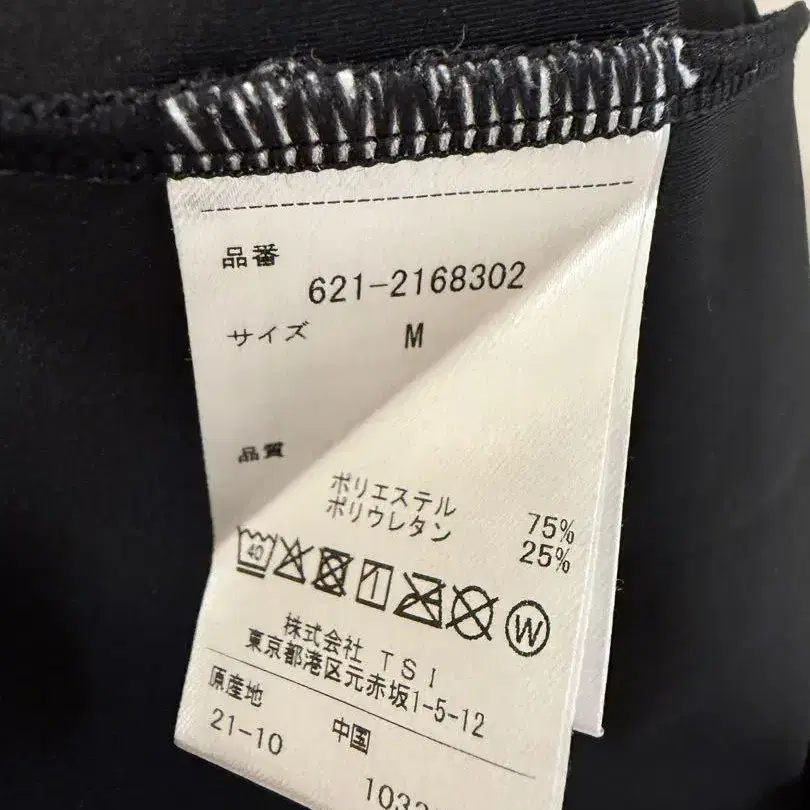 品番
621-2168302
サイズ M
品質
ポリエステル 75%
ポリウレタン 25%
40
W
株式会社 TSI
東京都港区元赤坂1-5-12
原産地 中国
21-10